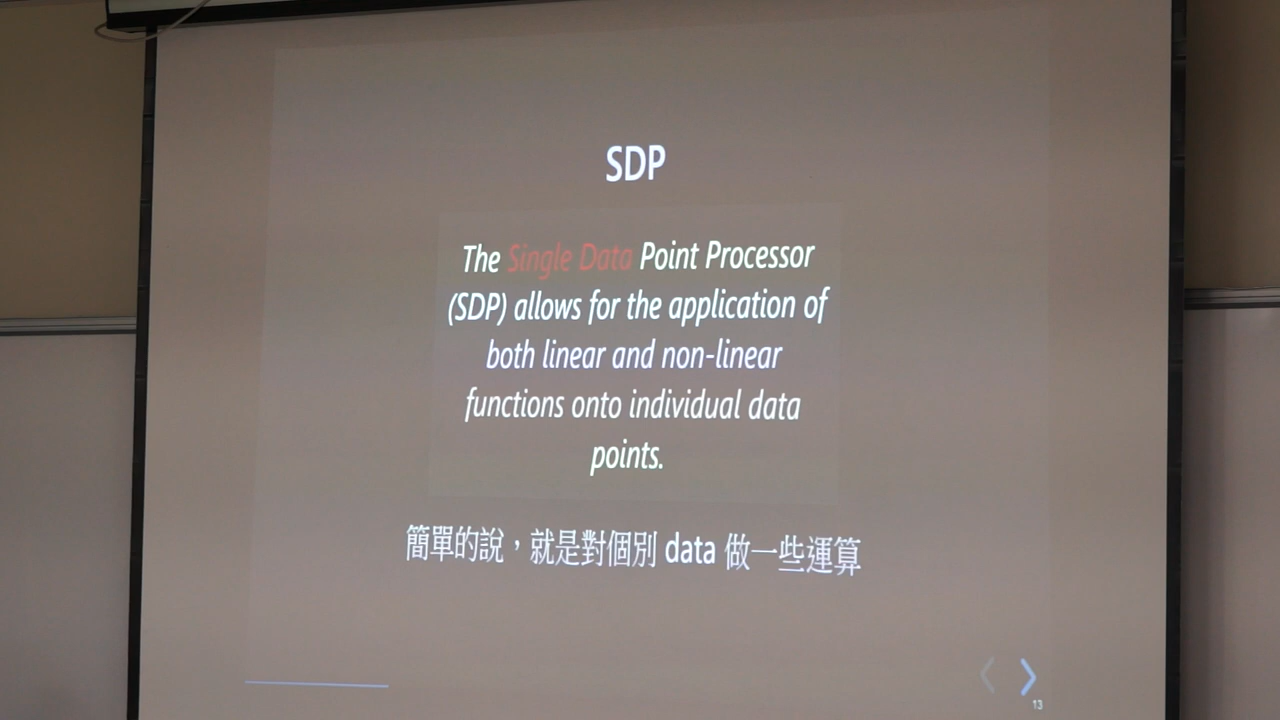 SDP
The Single Data Point Processor
(SDP) allows for the application of
both linear and non-linear
functions onto individual data
points.
簡單的說，就是對個別 data 做一些運算
13